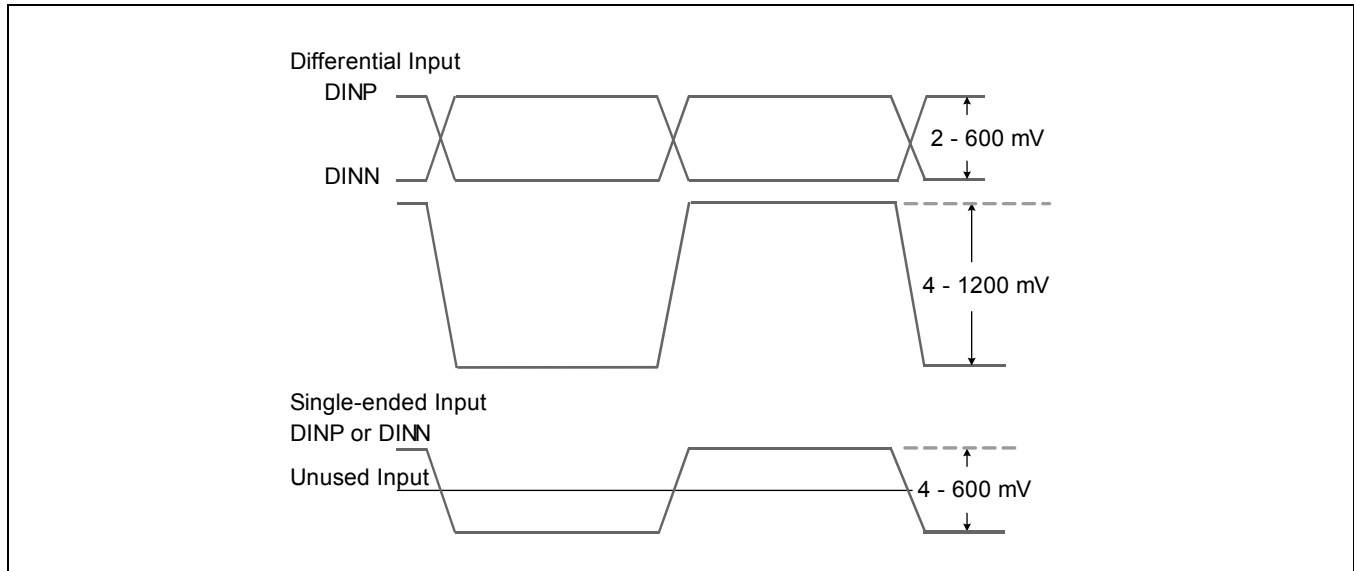 Differential Input
DINP
2 - 600 mV
DINN
4 - 1200 mV
Single-ended Input
DINP or DINN
Unused Input
4 - 600 mV